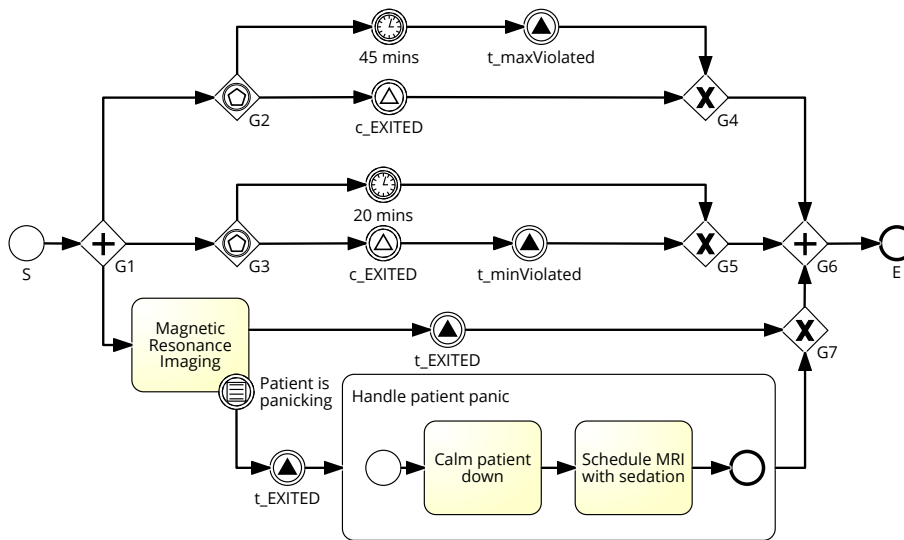 45 mins
t_maxViolated
G2
c_EXITED
G4
20 mins
S
G1
G3
c_EXITED
t_minViolated
G5
G6
E
Magnetic
Resonance
Imaging
t_EXITED
G7
Patient is
panicking
Handle patient panic
Calm patient
down
Schedule MRI
with sedation
t_EXITED